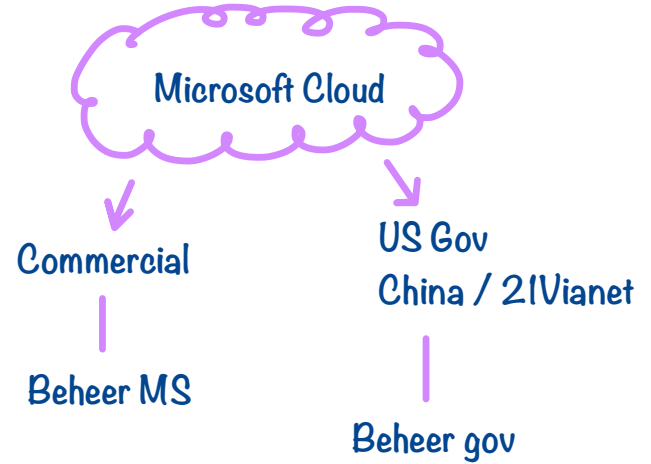 Microsoft Cloud
Commercial
US Gov
China / 21Vianet
Beheer MS
Beheer gov